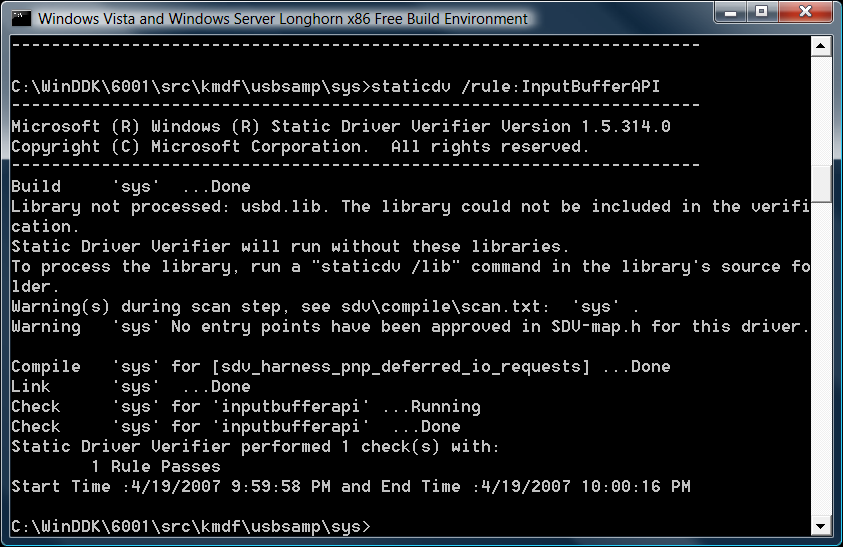 Windows Vista and Windows Server Longhorn x86 Free Build Environment
---------------------------------------------------------------------
C:\WinDDK\6001\src\kmdf\usbsamp\sys>staticdv /rule:InputBufferAPI
---------------------------------------------------------------------
Microsoft (R) Windows (R) Static Driver Verifier Version 1.5.314.0
Copyright (C) Microsoft Corporation.  All rights reserved.
---------------------------------------------------------------------
Build     'sys'  ...Done
Library not processed: usbd.lib. The library could not be included in the verifi
cation.
Static Driver Verifier will run without these libraries.
To process the library, run a "staticdv /lib" command in the library's source fo
lder.
Warning(s) during scan step, see sdv\compile\scan.txt:  'sys' .
Warning   'sys' No entry points have been approved in SDV-map.h for this driver.
Compile   'sys' for [sdv_harness_pnp_deferred_io_requests] ...Done
Link      'sys'  ...Done
Check     'sys' for 'inputbufferapi' ...Running
Check     'sys' for 'inputbufferapi'  ...Done
Static Driver Verifier performed 1 check(s) with:
        1 Rule Passes
Start Time :4/19/2007 9:59:58 PM and End Time :4/19/2007 10:00:16 PM
C:\WinDDK\6001\src\kmdf\usbsamp\sys>